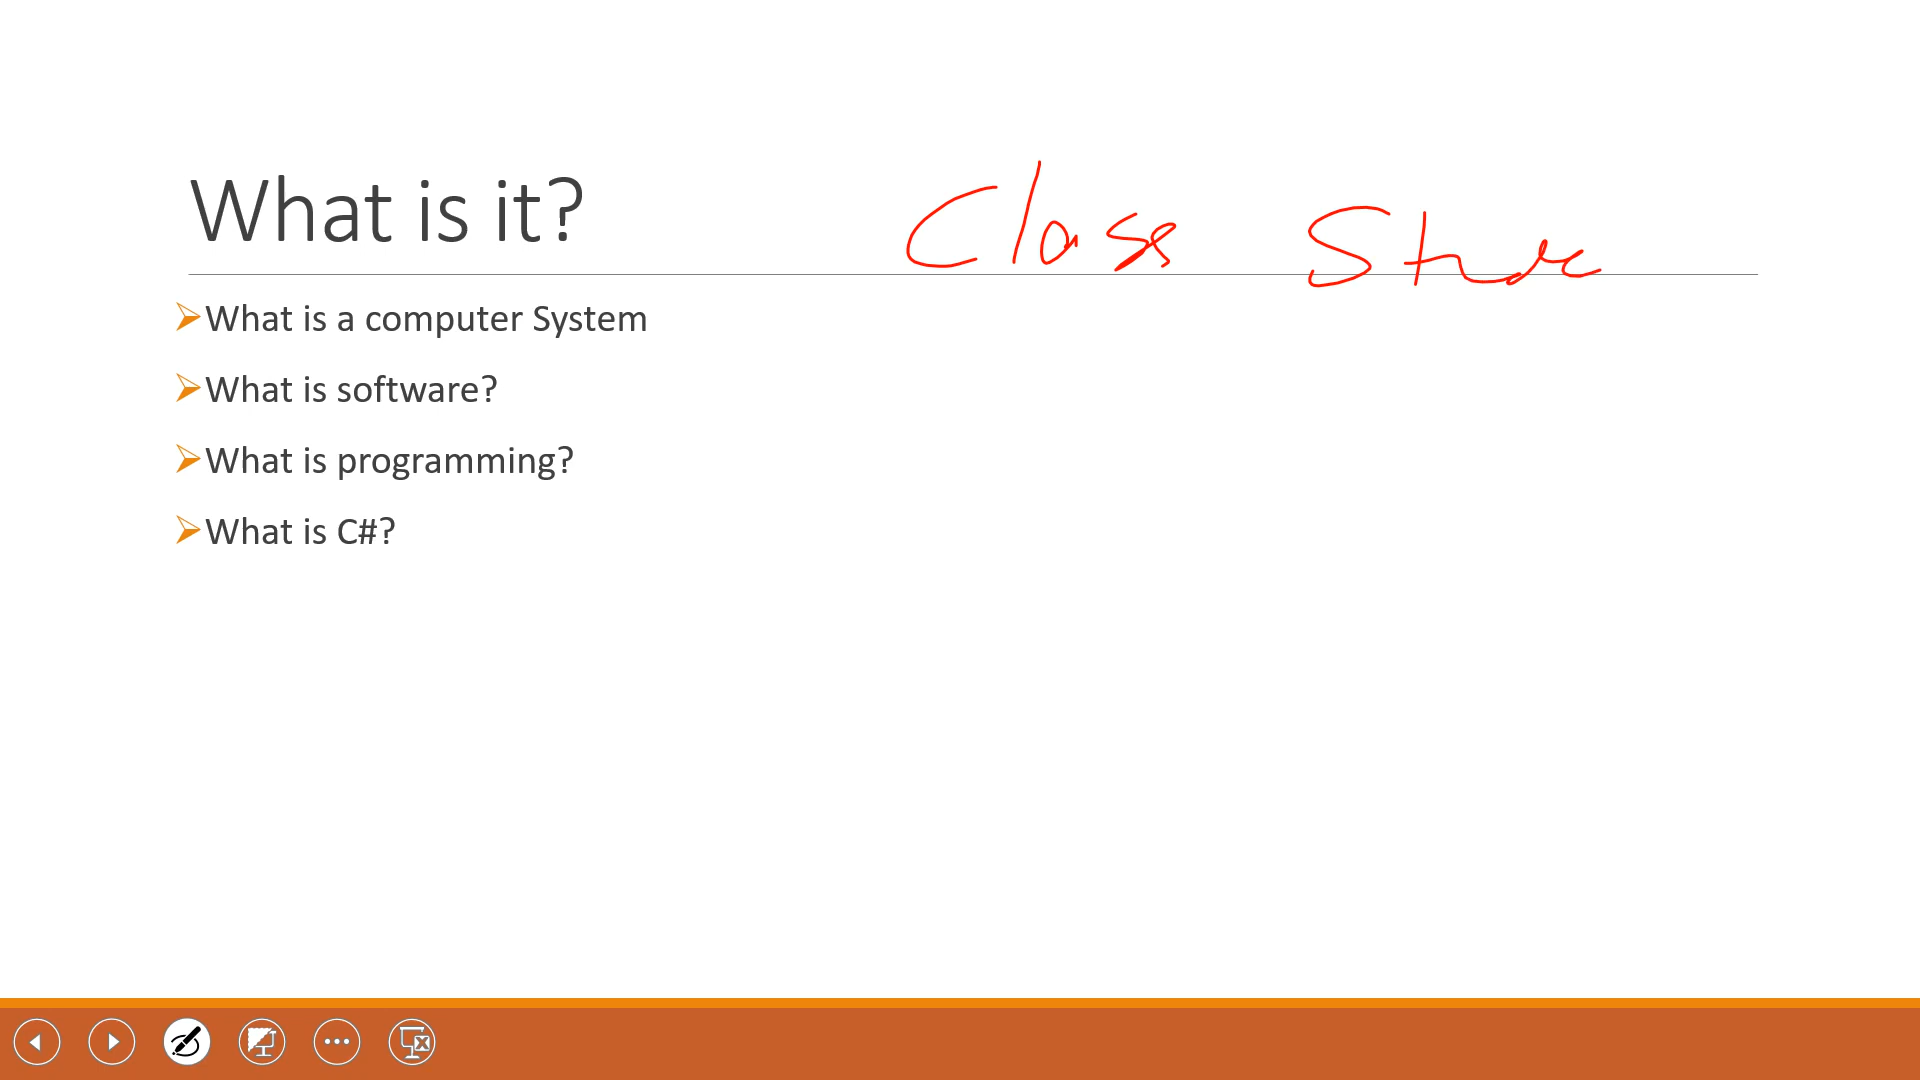 What is it?
Class
What is a computer System
What is software?
What is programming?
What is C#?